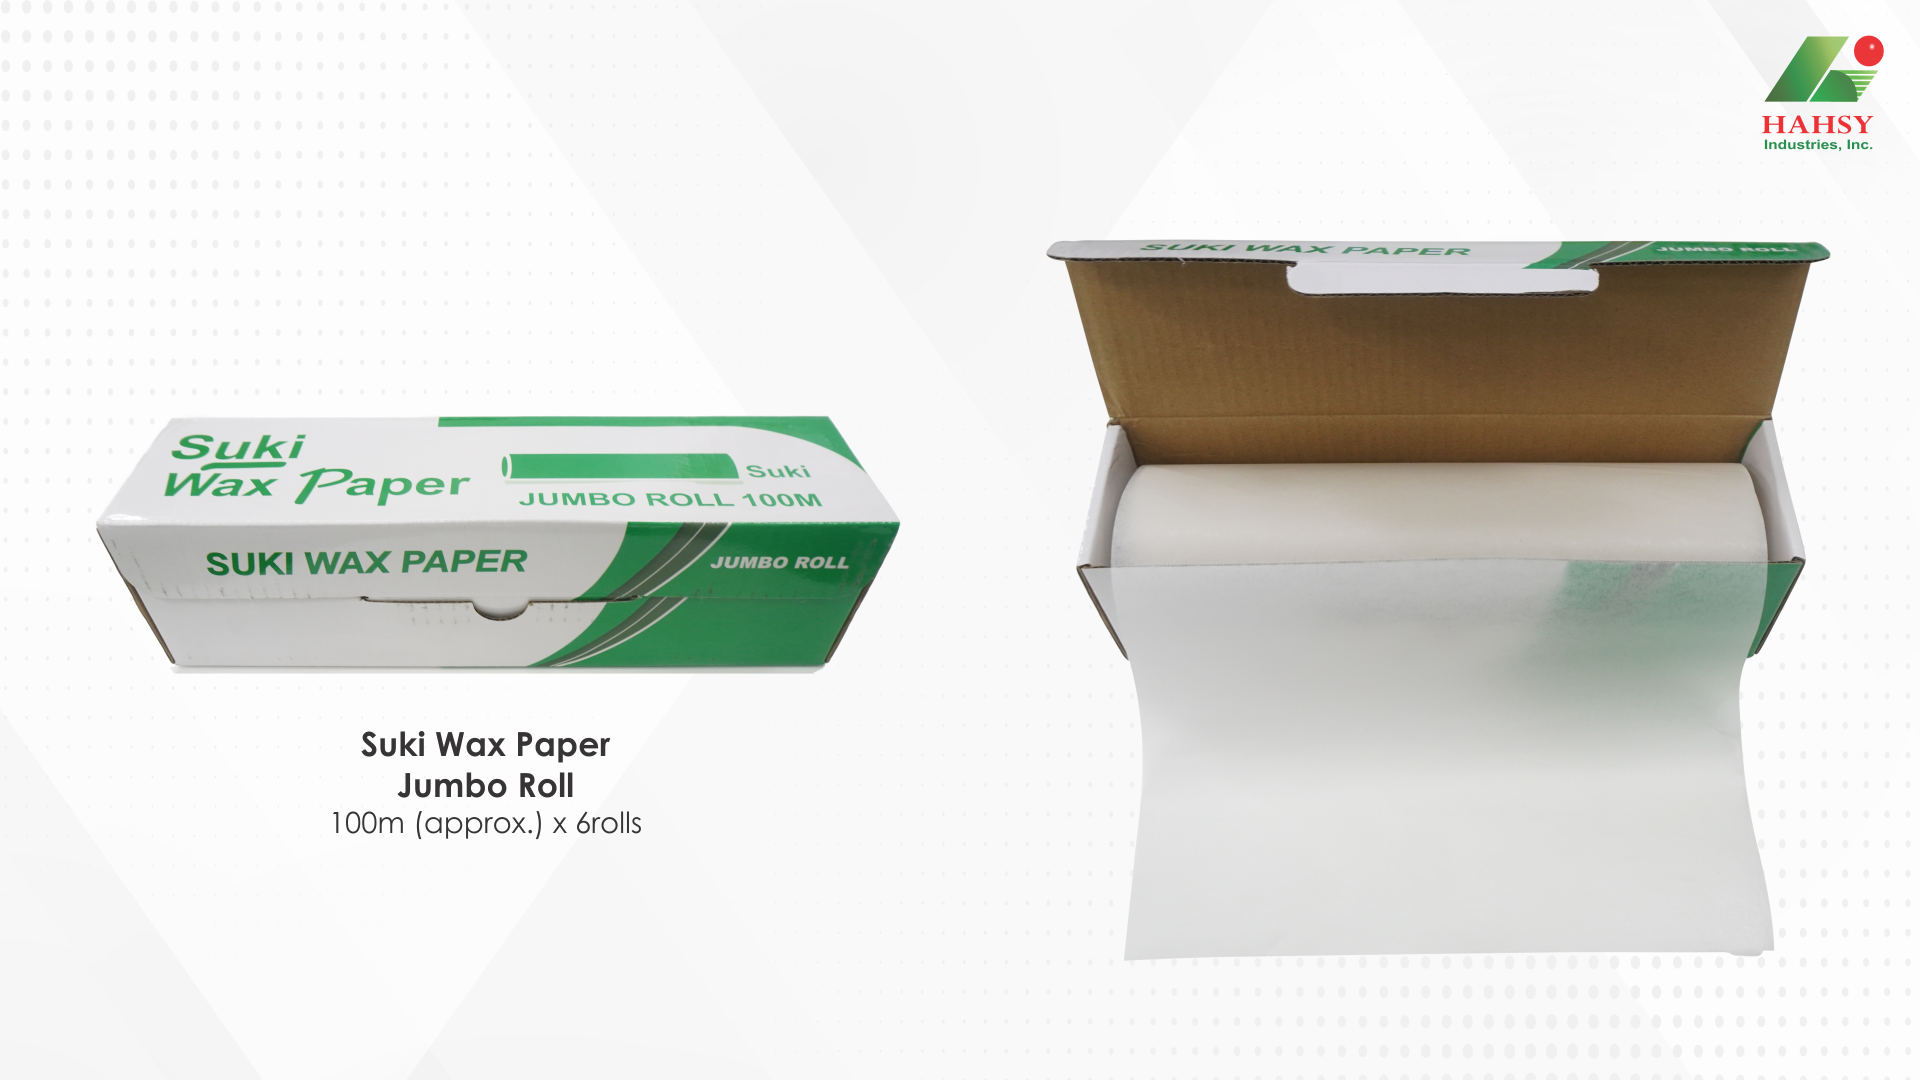 HAHSY
Industries, Inc.
SUKI WAX PAPER
JUMBO ROLL
Suki
Wax Paper
Suki
JUMBO ROLL 100M
SUKI WAX PAPER
JUMBO ROLL
Suki Wax Paper
Jumbo Roll
100m (approx.) x 6rolls